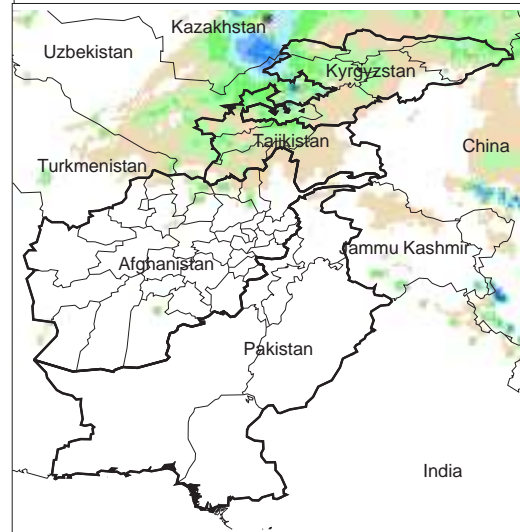 Kazakhstan
Uzbekistan
Kyrgyzstan
Tajikistan
China
Turkmenistan
Jammu Kashmir
Afghanistan
Pakistan
India